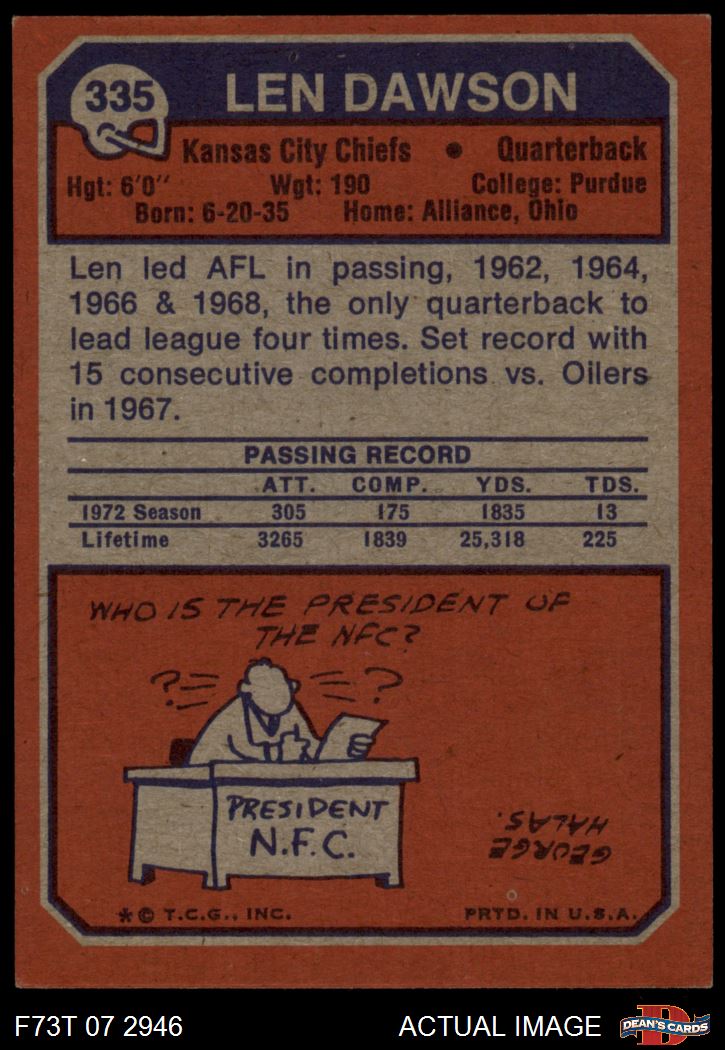 335
LEN DAWSON
Kansas City Chiefs • Quarterback
Hgt: 6'0" Wgt: 190 College: Purdue
Born: 6-20-35 Home: Alliance, Ohio
Len led AFL in passing, 1962, 1964,
1966 & 1968, the only quarterback to
lead league four times. Set record with
15 consecutive completions vs. Oilers
in 1967.
PASSING RECORD
ATT. COMP. YDS. TDS.
1972 Season 305 175 1835 13
Lifetime 3265 1839 25,318 225
WHO IS THE PRESIDENT OF
THE NFC?
? ?
PRESIDENT
N.F.C.
GEORGE
HALAS.
*© T.C.G., INC. PRTD. IN U.S.A.
F73T 07 2946 ACTUAL IMAGE D DEAN'S CARDS